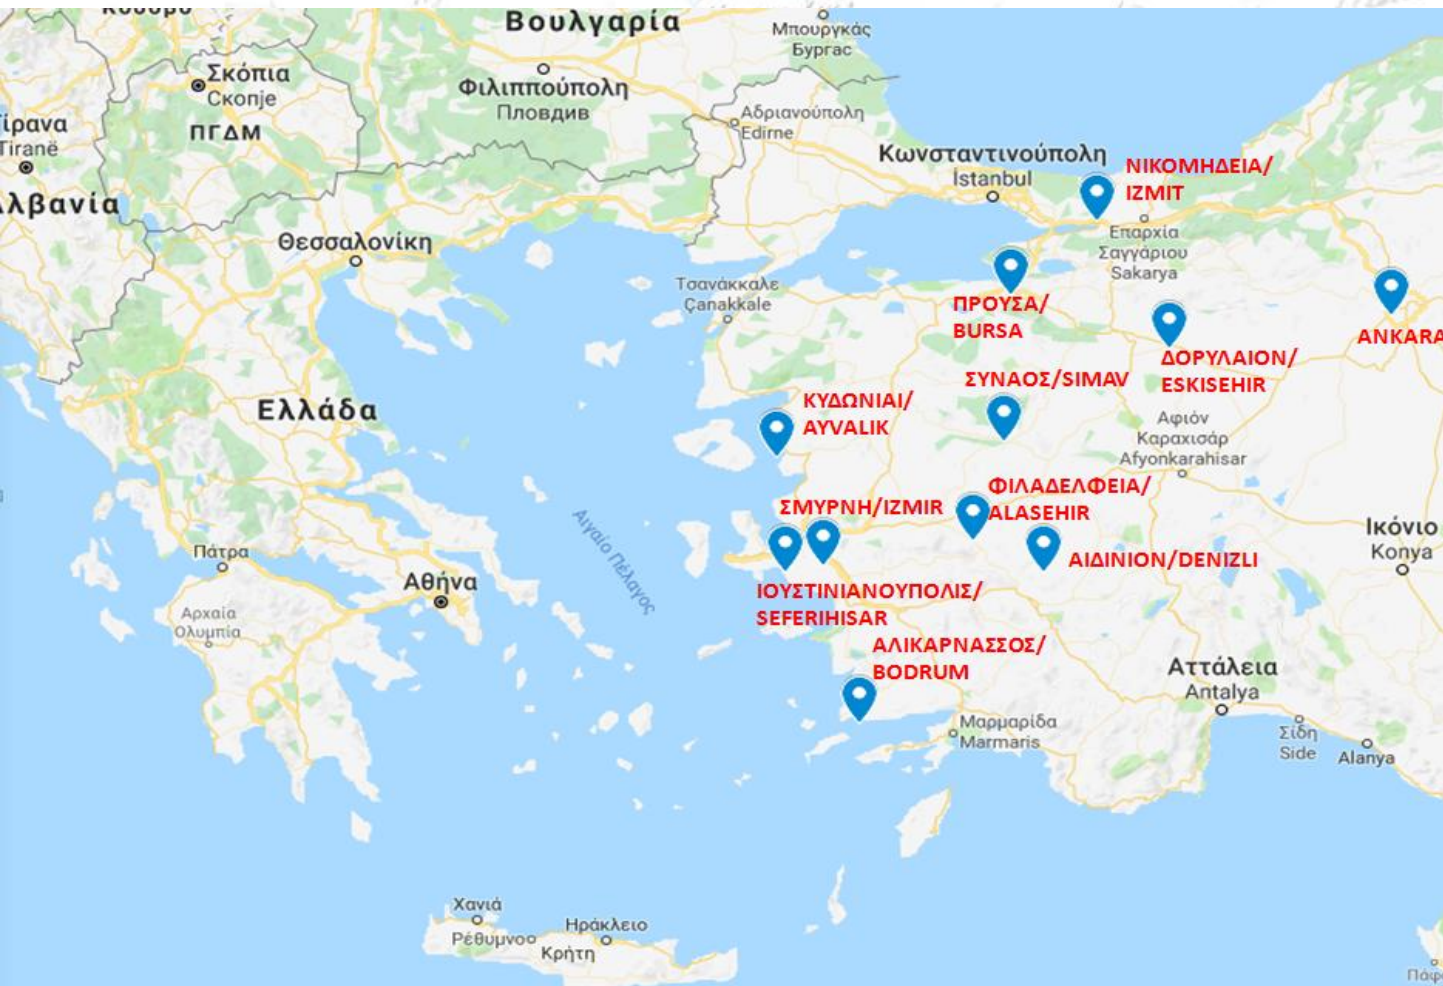 Βουλγαρία
Μπουργκάς
Бургас
Σκόπια
Скопје
ΠΓΔΜ
Φιλιππούπολη
Пловдив
Αδριανούπολη
Edirne
Τίρανα
Tiranë
Αλβανία
Κωνσταντινούπολη
İstanbul
ΝΙΚΟΜΗΔΕΙΑ/
IZMIT
Επαρχία
Σαγγάριου
Sakarya
Θεσσαλονίκη
Τσανάκκαλε
Çanakkale
ΠΡΟΥΣΑ/
BURSA
ANKARA
ΔΟΡΥΛΑΙΟΝ/
ESKISEHIR
ΣΥΝΑΟΣ/SIMAV
ΚΥΔΩΝΙΑΙ/
AYVALIK
Ελλάδα
Αφιόν
Καραχισάρ
Afyonkarahisar
ΦΙΛΑΔΕΛΦΕΙΑ/
ALASEHIR
ΣΜΥΡΝΗ/IZMIR
Αιγαίο Πέλαγος
Ικόνιο
Konya
Πάτρα
Αθήνα
ΑΙΔΙΝΙΟΝ/DENIZLI
ΙΟΥΣΤΙΝΙΑΝΟΥΠΟΛΙΣ/
SEFERIHISAR
Αρχαία
Ολυμπία
ΑΛΙΚΑΡΝΑΣΣΟΣ/
BODRUM
Αττάλεια
Antalya
Μαρμαρίδα
Marmaris
Σίδη
Side
Alanya
Χανιά
Ηράκλειο
Ρέθυμνο
Κρήτη